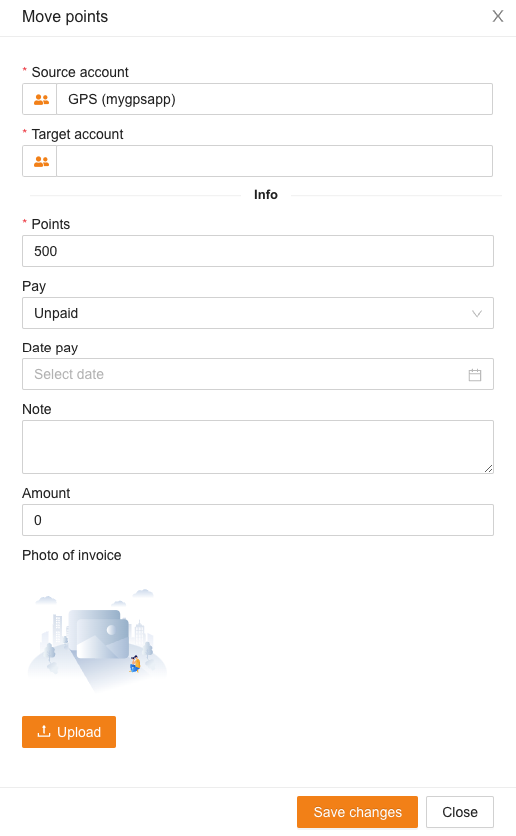 Move points
* Source account
GPS (mygpsapp)
* Target account
Info
* Points
500
Pay
Unpaid
Date pay
Select date
Note
Amount
0
Photo of invoice
Upload
Save changes
Close